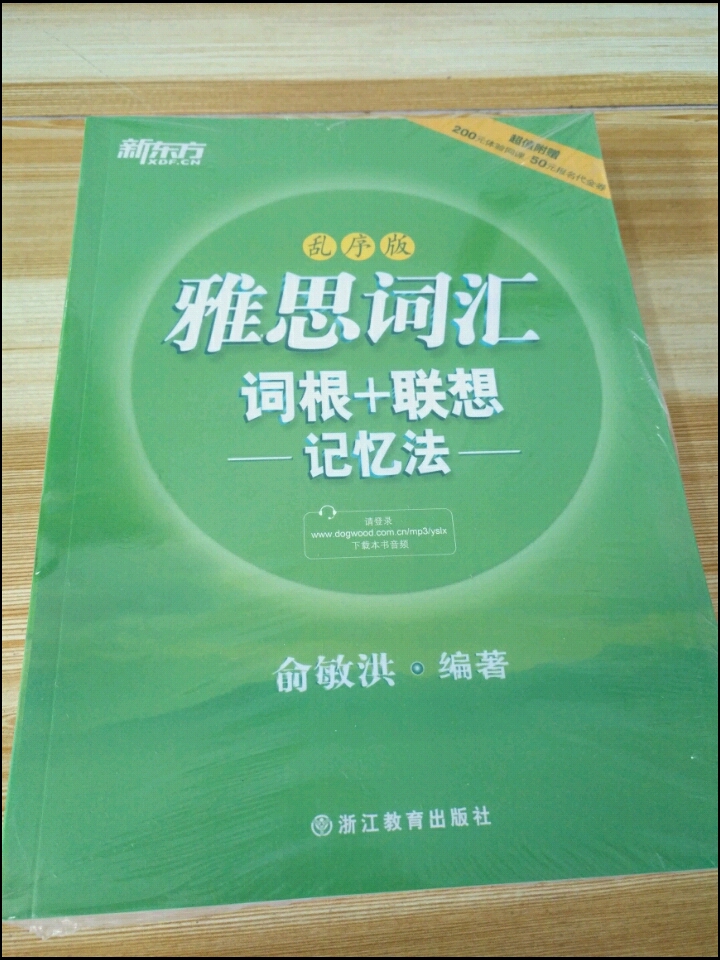 新东方
XDF.CN
超值附赠
200元体验网课 50元报名代金券
乱序版
雅思词汇
词根+联想
记忆法
请登录
www.dogwood.com.cn/mp3/yslx
下载本书音频
俞敏洪·编著
浙江教育出版社